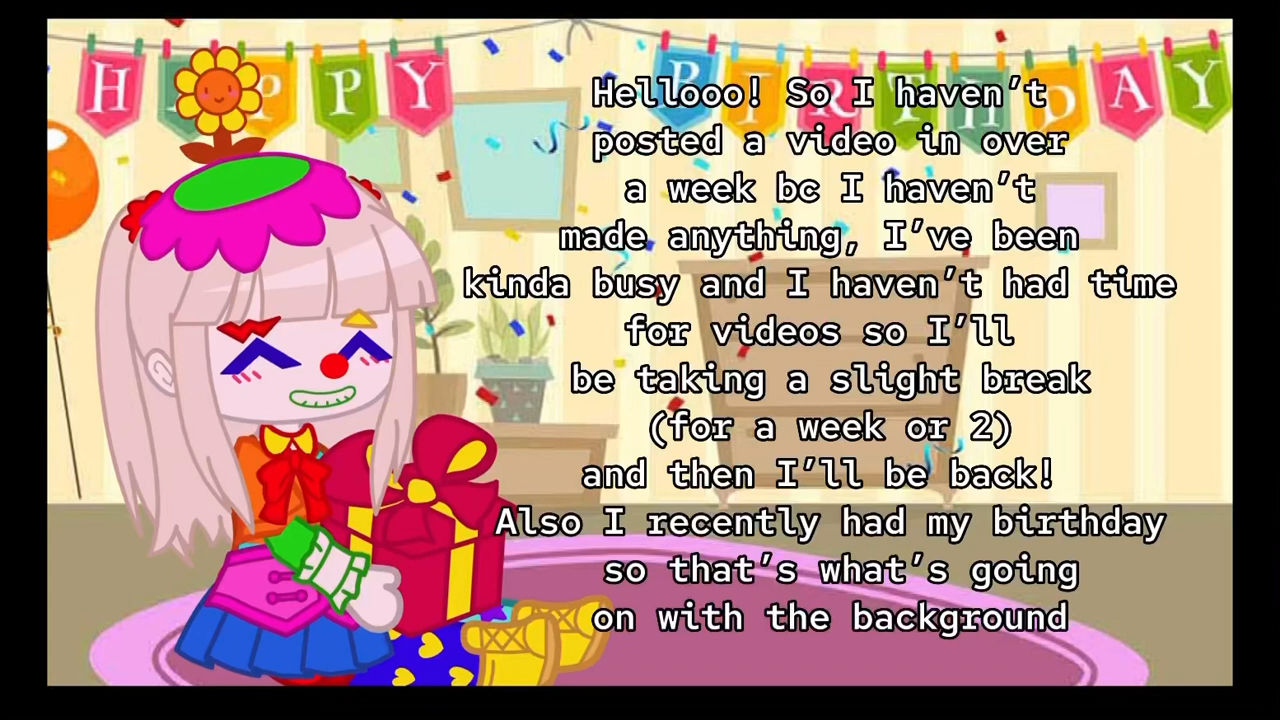 HAPPY BIRTHDAY
Hellooo! So I haven't
posted a video in over
a week bc I haven't
made anything, I've been
kinda busy and I haven't had time
for videos so I'll
be taking a slight break
(for a week or 2)
and then I'll be back!
Also I recently had my birthday
so that's what's going
on with the background